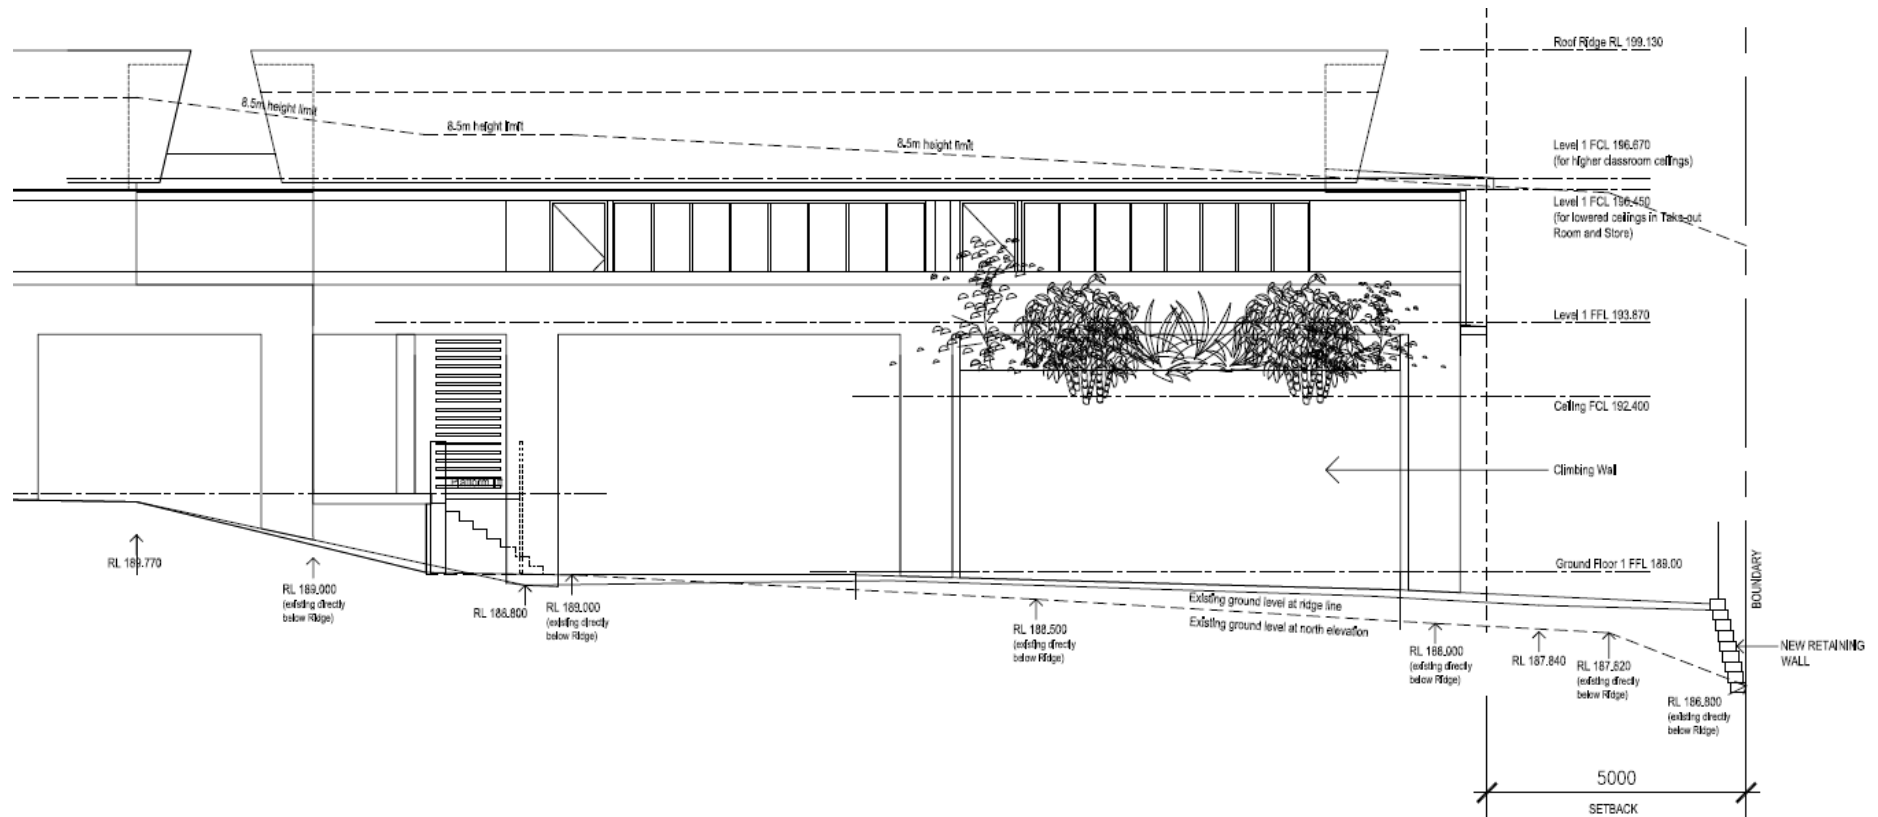 Roof Ridge RL 199.130
8.5m height limit
8.5m height limit
8.5m height limit
Level 1 FCL 196.670
(for higher classroom ceilings)
Level 1 FCL 196.450
(for lowered ceilings in Take-out
Room and Store)
Level 1 FFL 193.870
Ceiling FCL 192.400
Climbing Wall
Ground Floor 1 FFL 189.00
BOUNDARY
RL 189.770
RL 189.000
(existing directly
below Ridge)
RL 188.800
RL 189.000
(existing directly
below Ridge)
RL 188.500
(existing directly
below Ridge)
Existing ground level at ridge line
Existing ground level at north elevation
RL 188.000
(existing directly
below Ridge)
RL 187.840
RL 187.820
(existing directly
below Ridge)
RL 186.800
(existing directly
below Ridge)
NEW RETAINING
WALL
5000
SETBACK